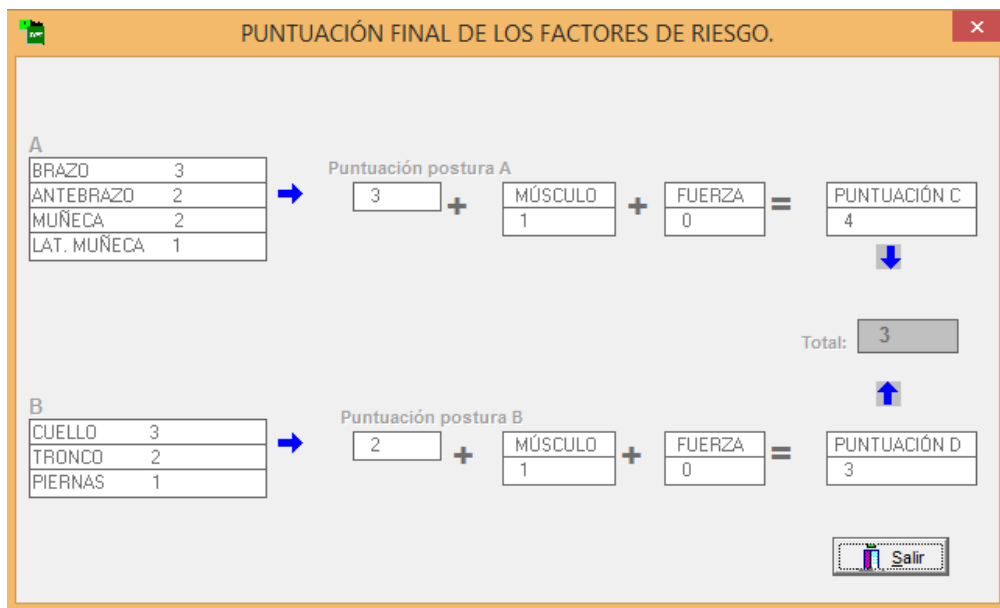 PUNTUACIÓN FINAL DE LOS FACTORES DE RIESGO.
A
BRAZO 3
ANTEBRAZO 2
MUÑECA 2
LAT. MUÑECA 1
Puntuación postura A
3 + MÚSCULO 1 + FUERZA 0 = PUNTUACIÓN C 4
Total: 3
B
CUELLO 3
TRONCO 2
PIERNAS 1
Puntuación postura B
2 + MÚSCULO 1 + FUERZA 0 = PUNTUACIÓN D 3
Salir